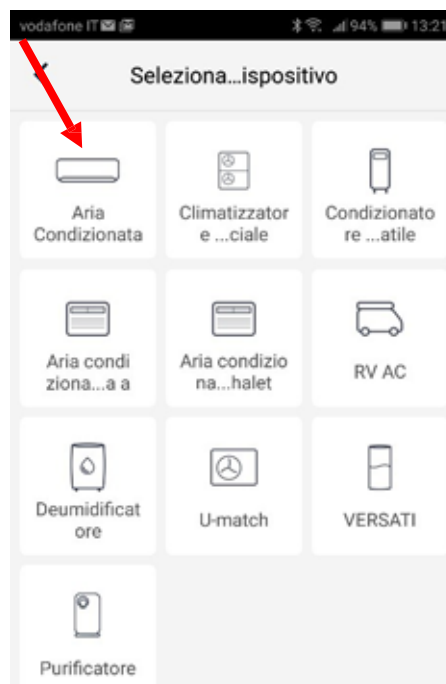 vodafone IT 94% 13:21
Seleziona...ispositivo
Aria
Condizionata
Climatizzator
e ...ciale
Condizionato
re ...atile
Aria condi
ziona...a a
Aria condizio
na...halet
RV AC
Deumidificat
ore
U-match
VERSATI
Purificatore